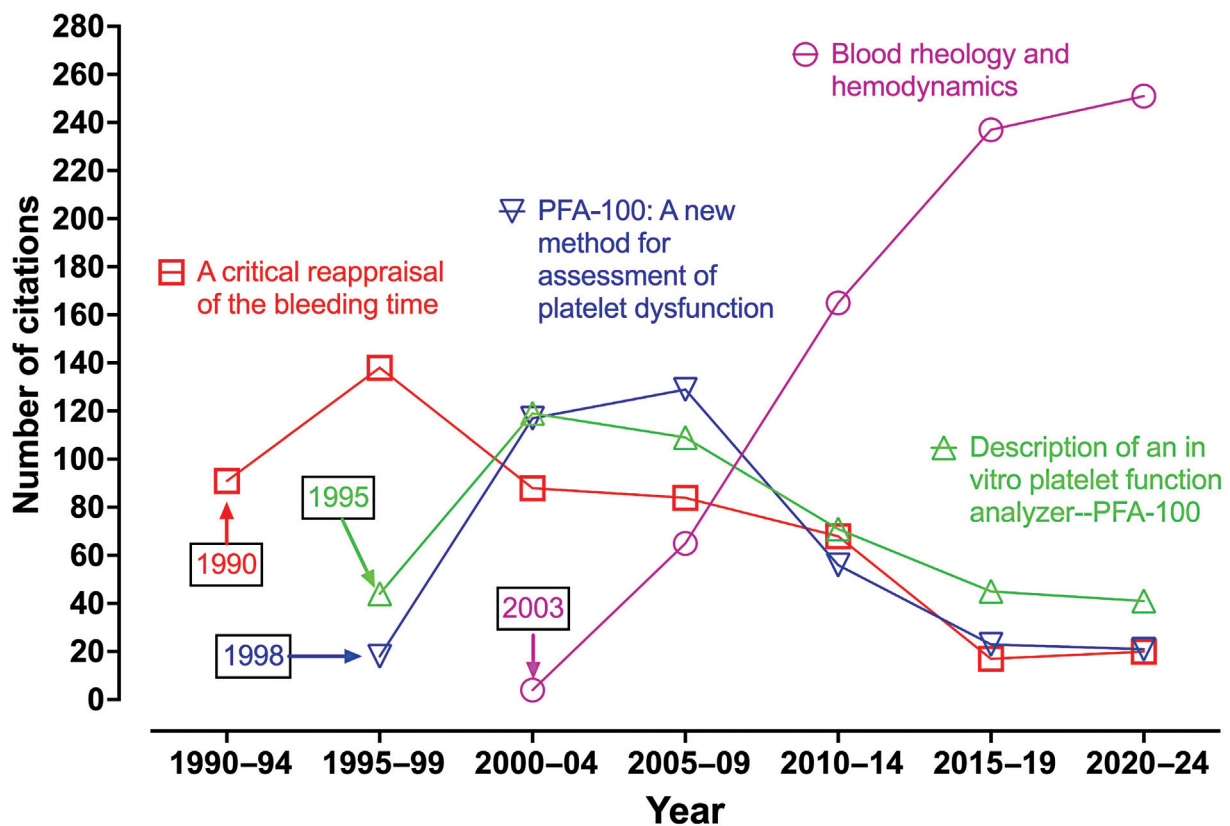 280
260
240
220
200
180
160
140
120
100
80
60
40
20
0
Number of citations
Blood rheology and
hemodynamics
PFA-100: A new
method for
assessment of
platelet dysfunction
A critical reappraisal
of the bleeding time
Description of an in
vitro platelet function
analyzer--PFA-100
1990
1995
1998
2003
1990–94 1995–99 2000–04 2005–09 2010–14 2015–19 2020–24
Year